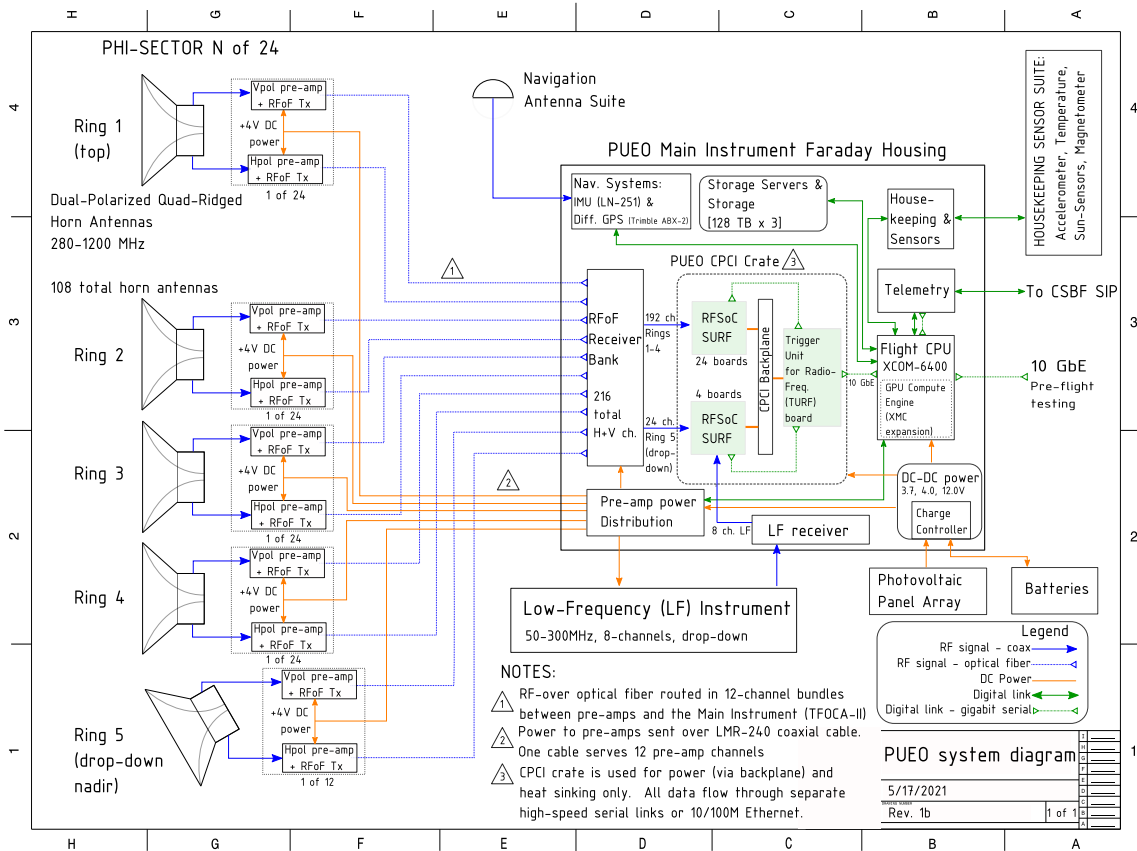 H G F E D C B A
PHI-SECTOR N of 24
4
4
Ring 1
(top)
Vpol pre-amp
+ RFoF Tx
+4V DC
power
Hpol pre-amp
+ RFoF Tx
1 of 24
Dual-Polarized Quad-Ridged
Horn Antennas
280-1200 MHz
108 total horn antennas
Navigation
Antenna Suite
HOUSEKEEPING SENSOR SUITE:
Accelerometer, Temperature,
Sun-Sensors, Magnetometer
PUEO Main Instrument Faraday Housing
Nav. Systems:
IMU (LN-251) &
Diff. GPS (Trimble ABX-2)
Storage Servers &
Storage
[128 TB x 3]
House-
keeping &
Sensors
PUEO CPCI Crate
3
1
Telemetry
To CSBF SIP
3
3
Ring 2
Vpol pre-amp
+ RFoF Tx
+4V DC
power
Hpol pre-amp
+ RFoF Tx
1 of 24
RFoF
Receiver
Bank
216
total
H+V ch.
192 ch
Rings
1-4
RFSoC
SURF
24 boards
4 boards
RFSoC
SURF
24 ch.
Ring 5
(drop-
down)
CPCI Backplane
Trigger
Unit
for Radio-
Freq.
(TURF)
board
10 GbE
Flight CPU
XCOM-6400
GPU Compute
Engine
(XMC
expansion)
10 GbE
Pre-flight
testing
Ring 3
Vpol pre-amp
+ RFoF Tx
+4V DC
power
Hpol pre-amp
+ RFoF Tx
1 of 24
2
Pre-amp power
Distribution
8 ch. LF
LF receiver
DC-DC power
3.7, 4.0, 12.0V
Charge
Controller
2
2
Ring 4
Vpol pre-amp
+ RFoF Tx
+4V DC
power
Hpol pre-amp
+ RFoF Tx
1 of 24
Low-Frequency (LF) Instrument
50-300MHz, 8-channels, drop-down
Photovoltaic
Panel Array
Batteries
Legend
RF signal - coax
RF signal - optical fiber
DC Power
Digital link
Digital link - gigabit serial
1
1
Ring 5
(drop-down
nadir)
Vpol pre-amp
+ RFoF Tx
+4V DC
power
Hpol pre-amp
+ RFoF Tx
1 of 12
NOTES:
1 RF-over optical fiber routed in 12-channel bundles
between pre-amps and the Main Instrument (TFOCA-II)
2 Power to pre-amps sent over LMR-240 coaxial cable.
One cable serves 12 pre-amp channels
3 CPCI crate is used for power (via backplane) and
heat sinking only. All data flow through separate
high-speed serial links or 10/100M Ethernet.
PUEO system diagram
5/17/2021
DRAWING NUMBER
Rev. 1b
1 of 1
I
H
G
F
E
D
C
B
A
H G F E D C B A